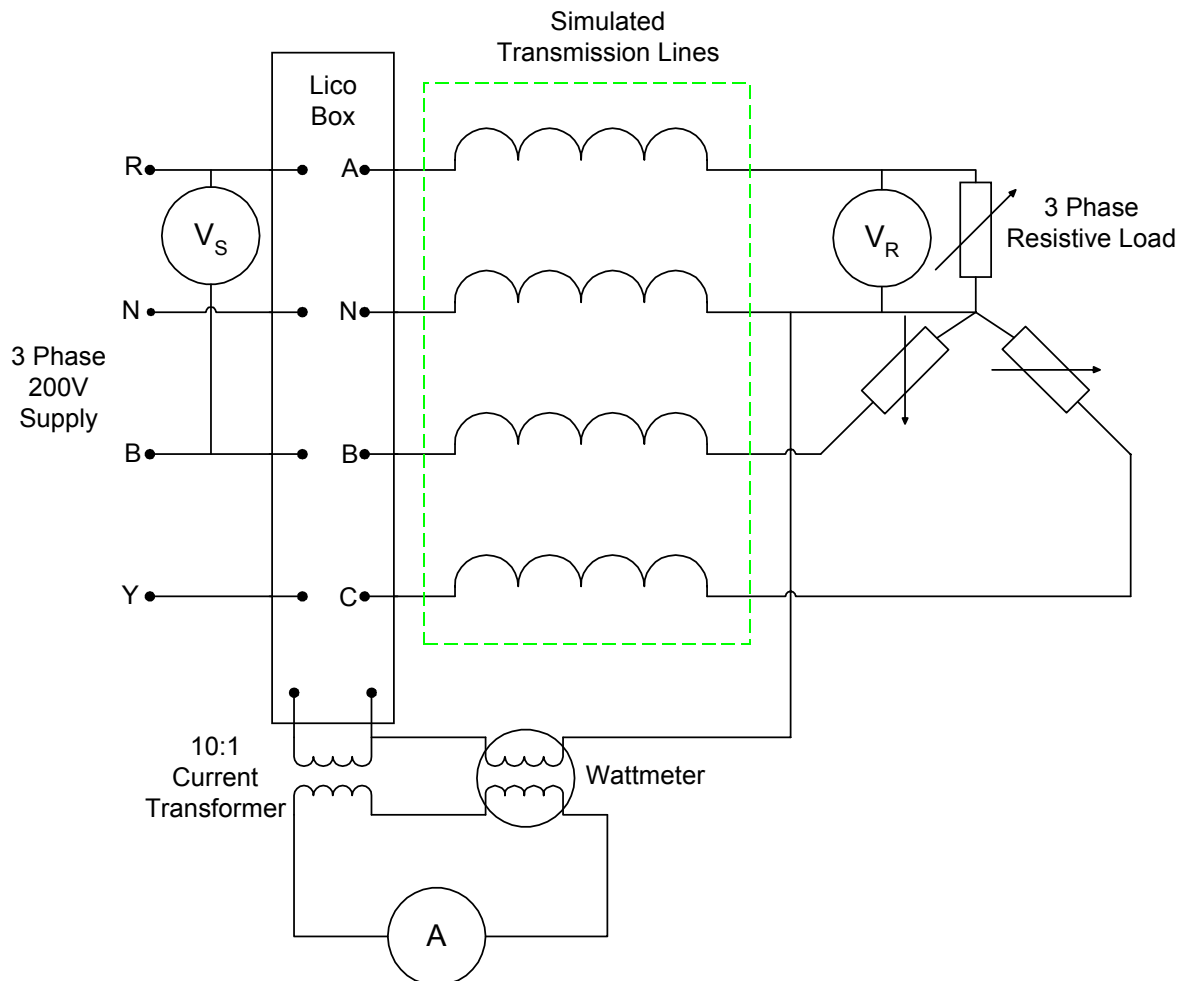 Simulated
Transmission Lines
Lico
Box
R
A
V_S
V_R
3 Phase
Resistive Load
N
N
3 Phase
200V
Supply
B
B
Y
C
10:1
Current
Transformer
Wattmeter
A